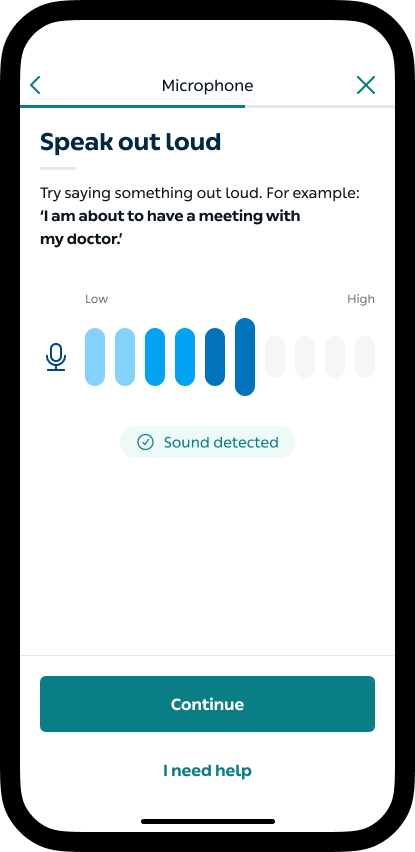 Microphone
Speak out loud
Try saying something out loud. For example:
‘I am about to have a meeting with
my doctor.’
Low High
Sound detected
Continue
I need help